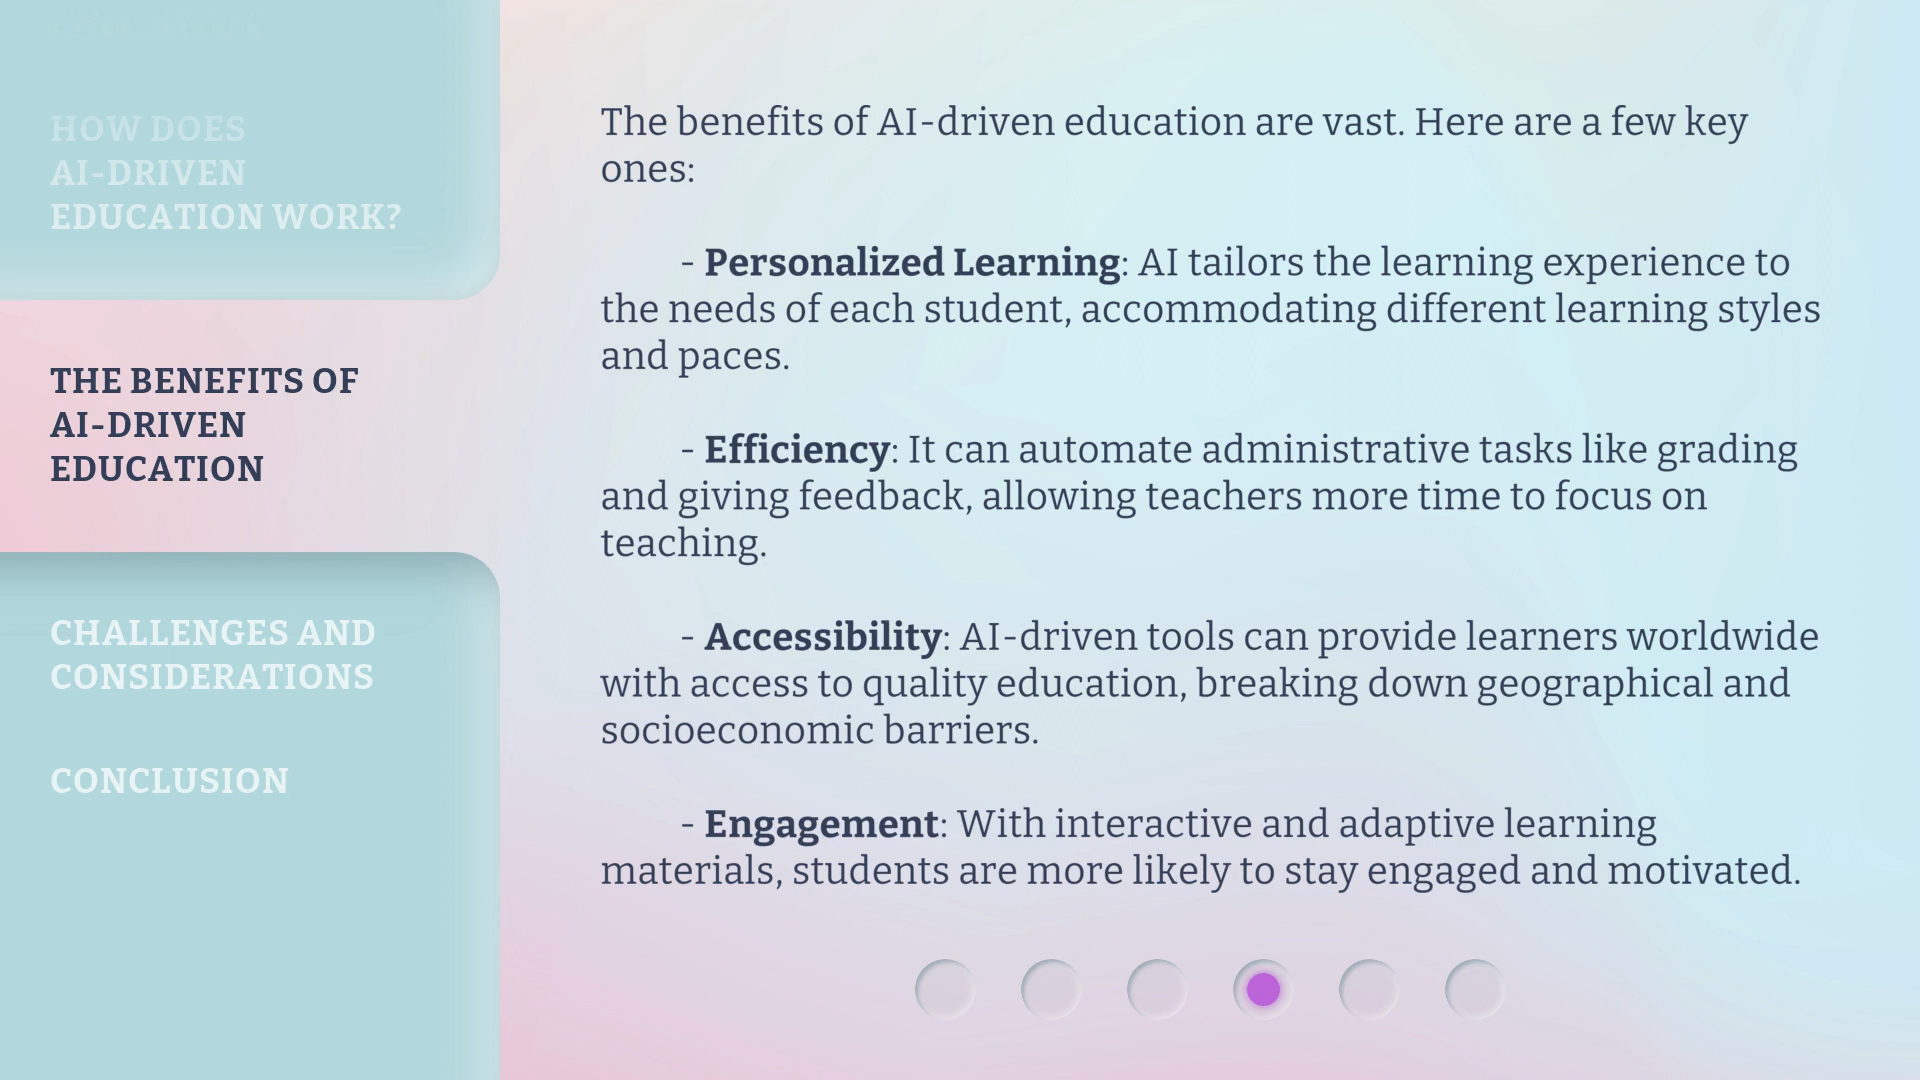 HOW DOES
AI-DRIVEN
EDUCATION WORK?
THE BENEFITS OF
AI-DRIVEN
EDUCATION
CHALLENGES AND
CONSIDERATIONS
CONCLUSION
The benefits of AI-driven education are vast. Here are a few key
ones:
- Personalized Learning: AI tailors the learning experience to
the needs of each student, accommodating different learning styles
and paces.
- Efficiency: It can automate administrative tasks like grading
and giving feedback, allowing teachers more time to focus on
teaching.
- Accessibility: AI-driven tools can provide learners worldwide
with access to quality education, breaking down geographical and
socioeconomic barriers.
- Engagement: With interactive and adaptive learning
materials, students are more likely to stay engaged and motivated.